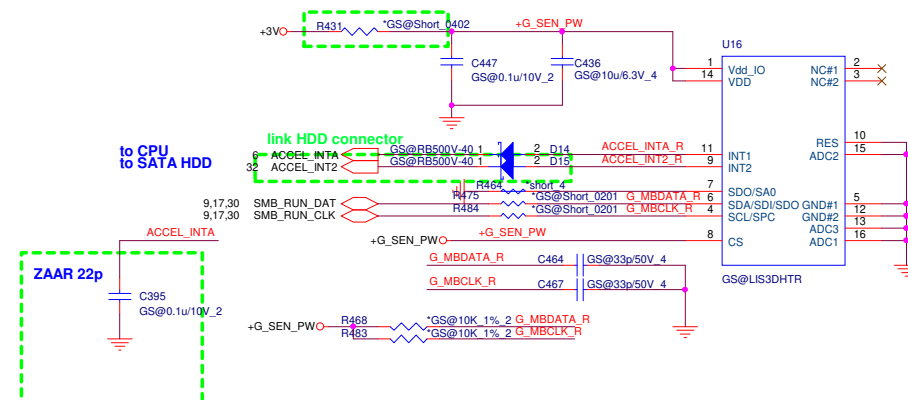 R431 *GS@Short_0402
+3V +G_SEN_PW
U16
C447
GS@0.1u/10V_2
C436
GS@10u/6.3V_4
1 Vdd_IO NC#1 2
14 VDD NC#2 3
link HDD connector
to CPU
to SATA HDD
6 ACCEL_INTA GS@RB500V-40 1 2 D14 ACCEL_INTA_R 11 INT1
32 ACCEL_INT2 GS@RB500V-40 1 2 D15 ACCEL_INT2_R 9 INT2
RES 10
ADC2 15
R464 *short_4 7 SDO/SA0
9,17,30 SMB_RUN_DAT R475 *GS@Short_0201 G_MBDATA_R 6 SDA/SDI/SDO GND#1 5
9,17,30 SMB_RUN_CLK R484 *GS@Short_0201 G_MBCLK_R 4 SCL/SPC GND#2 12
ADC3 13
ACCEL_INTA
+G_SEN_PW +G_SEN_PW 8 CS ADC1 16
G_MBDATA_R C464 GS@33p/50V_4
GS@LIS3DHTR
ZAAR 22p
G_MBCLK_R C467 GS@33p/50V_4
C395
GS@0.1u/10V_2
+G_SEN_PW R468 *GS@10K_1%_2 G_MBDATA_R
R483 *GS@10K_1%_2 G_MBCLK_R